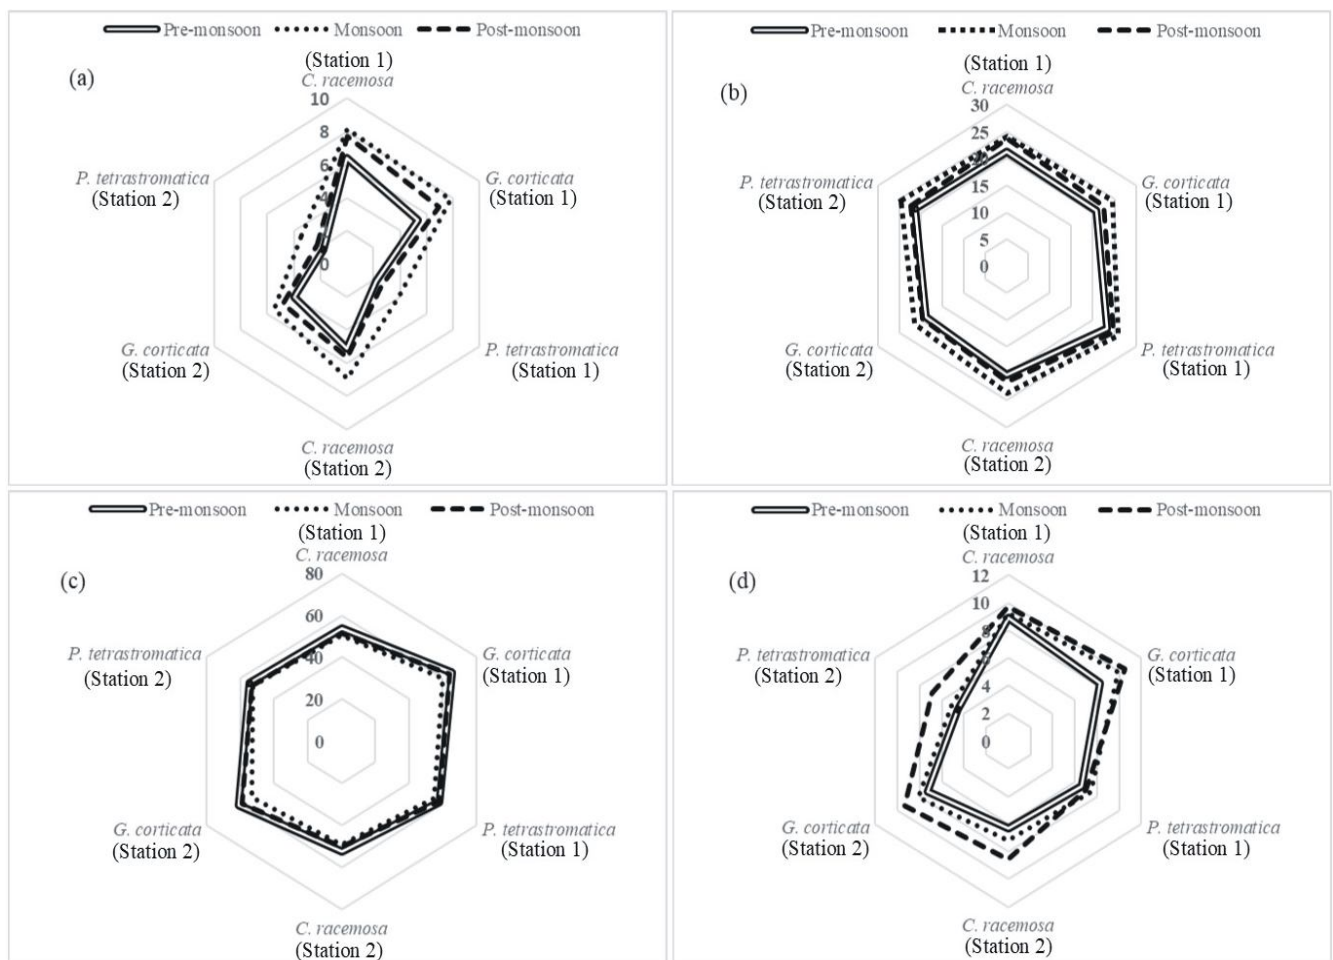 Pre-monsoon Monsoon Post-monsoon
(Station 1)
(a)
C. racemosa
10
8
6
4
0
P. tetrastromatica
(Station 2)
G. corticata
(Station 1)
G. corticata
(Station 2)
P. tetrastromatica
(Station 1)
C. racemosa
(Station 2)
Pre-monsoon Monsoon Post-monsoon
(Station 1)
(b)
C. racemosa
30
25
20
15
10
5
0
P. tetrastromatica
(Station 2)
G. corticata
(Station 1)
G. corticata
(Station 2)
P. tetrastromatica
(Station 1)
C. racemosa
(Station 2)
Pre-monsoon Monsoon Post-monsoon
(Station 1)
C. racemosa
(c)
80
60
40
20
0
P. tetrastromatica
(Station 2)
G. corticata
(Station 1)
G. corticata
(Station 2)
P. tetrastromatica
(Station 1)
C. racemosa
(Station 2)
Pre-monsoon Monsoon Post-monsoon
(Station 1)
C. racemosa
(d)
12
10
8
6
4
2
0
P. tetrastromatica
(Station 2)
G. corticata
(Station 1)
G. corticata
(Station 2)
P. tetrastromatica
(Station 1)
C. racemosa
(Station 2)